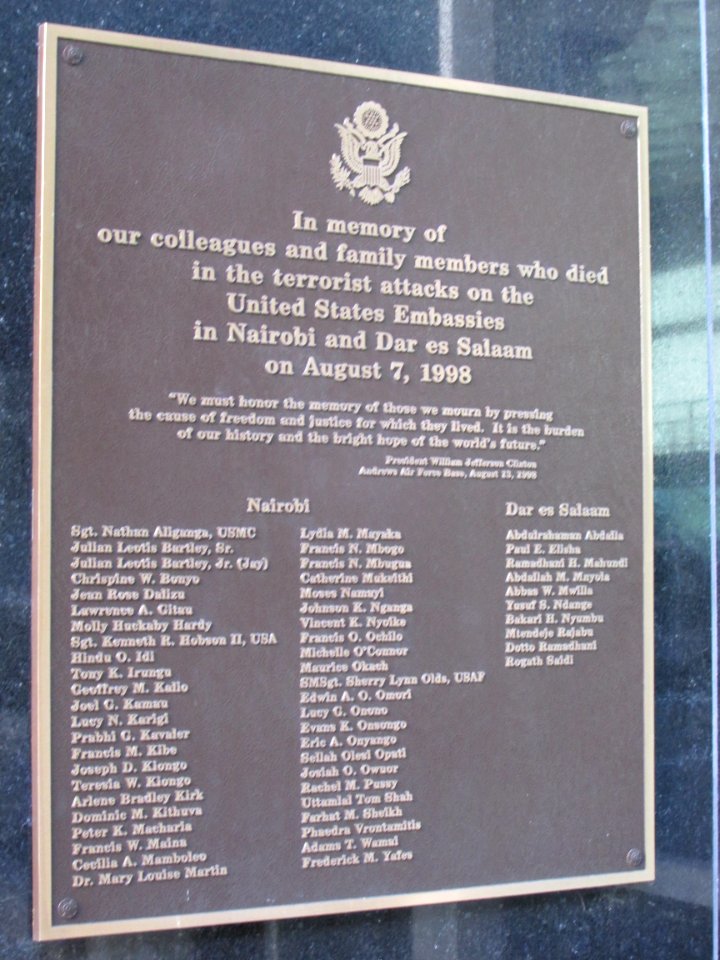 In memory of
our colleagues and family members who died
in the terrorist attacks on the
United States Embassies
in Nairobi and Dar es Salaam
on August 7, 1998
"We must honor the memory of those we mourn by pressing
the cause of freedom and justice for which they lived. It is the burden
of our history and the bright hope of the world's future."
President William Jefferson Clinton
Andrews Air Force Base, August 13, 1998
Nairobi
Sgt. Nathan Aliganga, USMC
Julian Leotis Bartley, Sr.
Julian Leotis Bartley, Jr. (Jay)
Chrispine W. Bonyo
Jean Rose Dalizu
Lawrence A. Gitau
Molly Huckaby Hardy
Sgt. Kenneth R. Hobson II, USA
Hindu O. Idi
Tony K. Irungu
Geoffrey M. Kalio
Joel G. Kamau
Lucy N. Karigi
Prabhi G. Kavaler
Francis M. Kibe
Joseph D. Kiongo
Teresia W. Kiongo
Arlene Bradley Kirk
Dominic M. Kithuva
Peter K. Macharia
Francis W. Maina
Cecilia A. Mamboleo
Dr. Mary Louise Martin
Lydia M. Mayaka
Francis N. Mbogo
Francis N. Mbugua
Catherine Mukeithi
Moses Namayi
Johnson K. Nganga
Vincent K. Nyoike
Francis O. Ochilo
Michelle O'Connor
Maurice Okach
SMSgt. Sherry Lynn Olds, USAF
Edwin A. O. Omori
Lucy G. Onono
Evans K. Onsongo
Eric A. Onyango
Sellah Olesi Opati
Josiah O. Owuor
Rachel M. Pussy
Uttamlal Tom Shah
Farhat M. Sheikh
Phaedra Vrontamitis
Adams T. Wamai
Frederick M. Yafes
Dar es Salaam
Abdulrahaman Abdalla
Paul E. Elisha
Ramadhani H. Mahundi
Abdallah M. Mnyola
Abbas W. Mwilla
Yusuf S. Ndange
Bakari H. Nyumbu
Mtendeje Rajabu
Dotto Ramadhani
Rogath Saidi